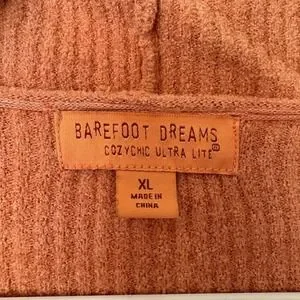 BAREFOOT DREAMS
COZYCHIC ULTRA LITE®
XL
MADE IN
CHINA